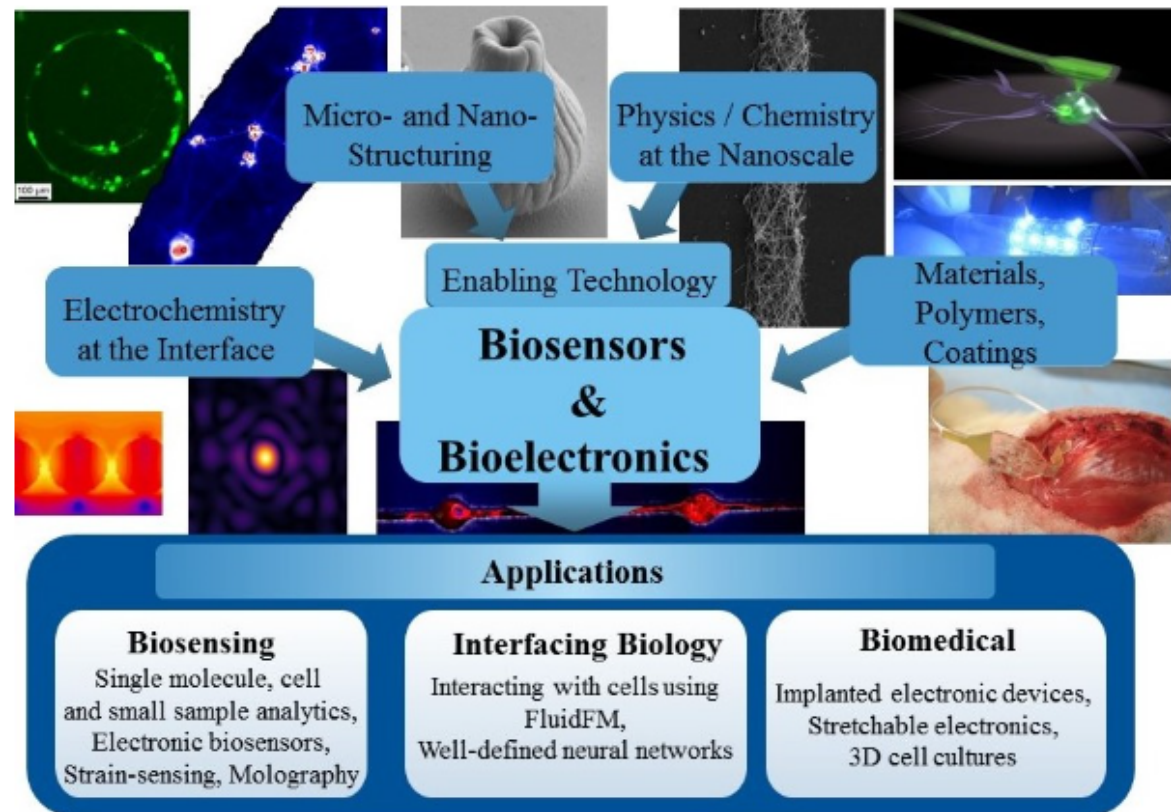 100 µm
Micro- and Nano-
Structuring
Physics / Chemistry
at the Nanoscale
Electrochemistry
at the Interface
Enabling Technology
Materials,
Polymers,
Coatings
Biosensors
&
Bioelectronics
Applications
Biosensing
Single molecule, cell
and small sample analytics,
Electronic biosensors,
Strain-sensing, Molography
Interfacing Biology
Interacting with cells using
FluidFM,
Well-defined neural networks
Biomedical
Implanted electronic devices,
Stretchable electronics,
3D cell cultures